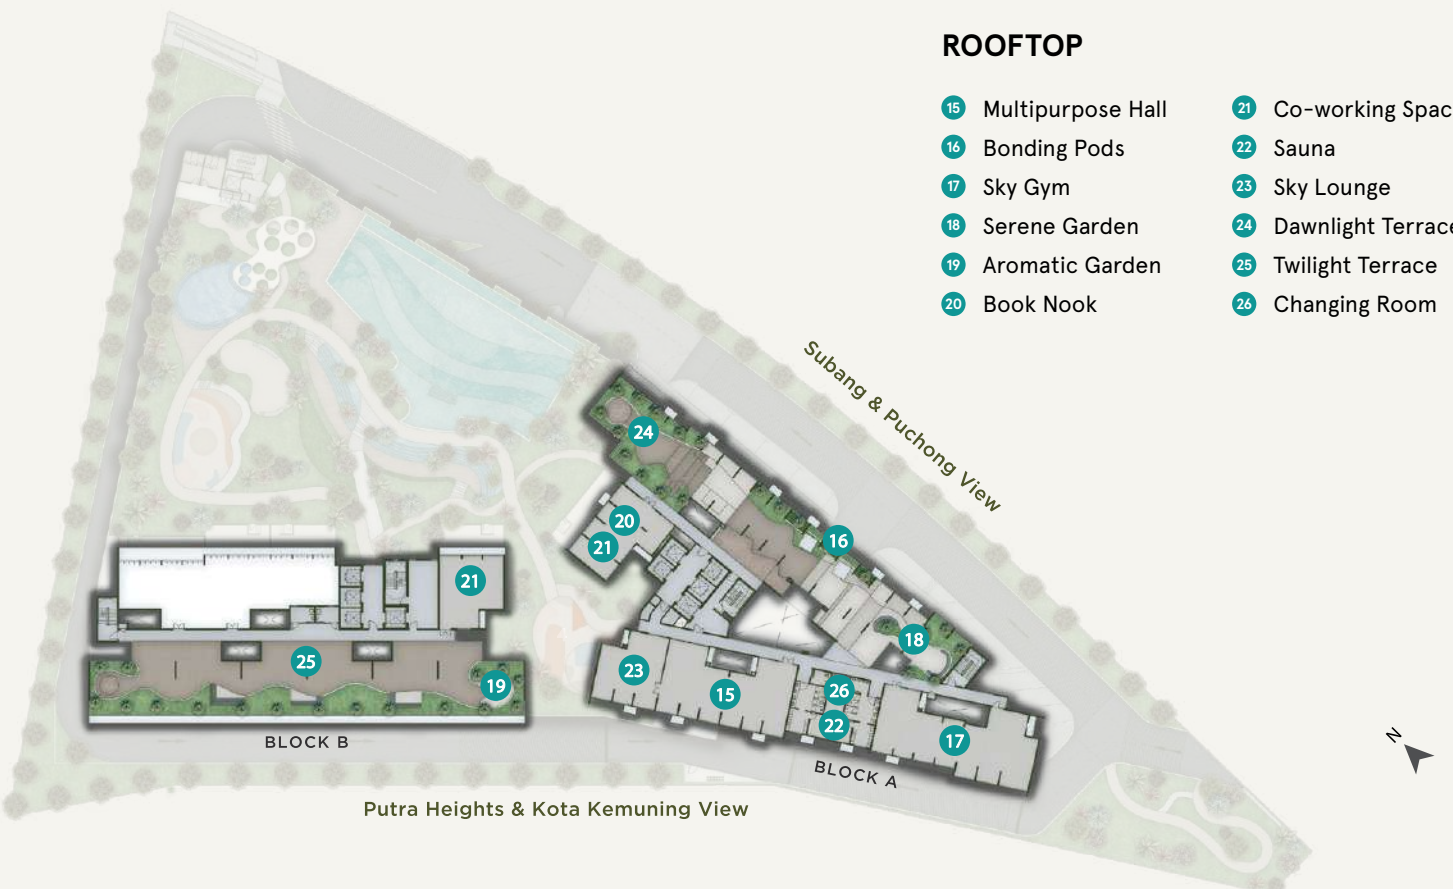 ROOFTOP
15 Multipurpose Hall
16 Bonding Pods
17 Sky Gym
18 Serene Garden
19 Aromatic Garden
20 Book Nook
21 Co-working Spac
22 Sauna
23 Sky Lounge
24 Dawnlight Terrace
25 Twilight Terrace
26 Changing Room
Subang & Puchong View
24
20
21
16
21
18
25
19
23
15
26
22
17
BLOCK B
BLOCK A
N
Putra Heights & Kota Kemuning View